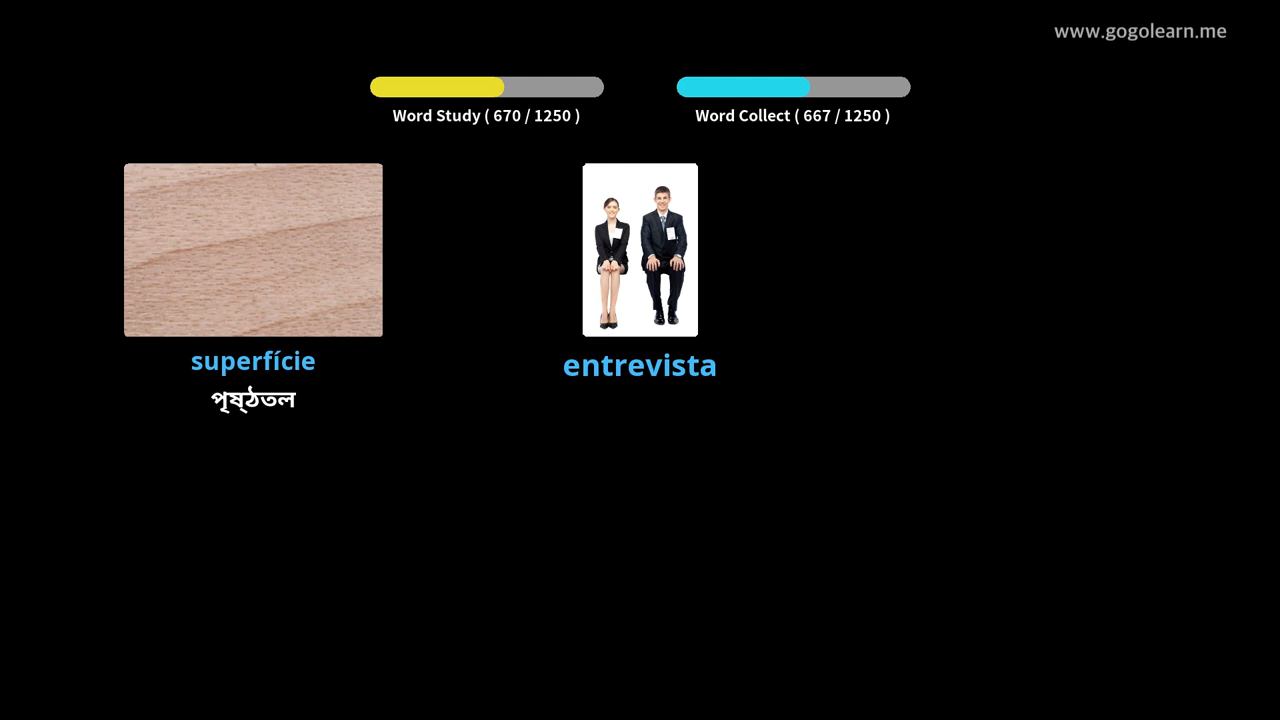 www.gogolearn.me
Word Study ( 670 / 1250 )
Word Collect ( 667 / 1250 )
superfície
পৃষ্ঠতল
entrevista